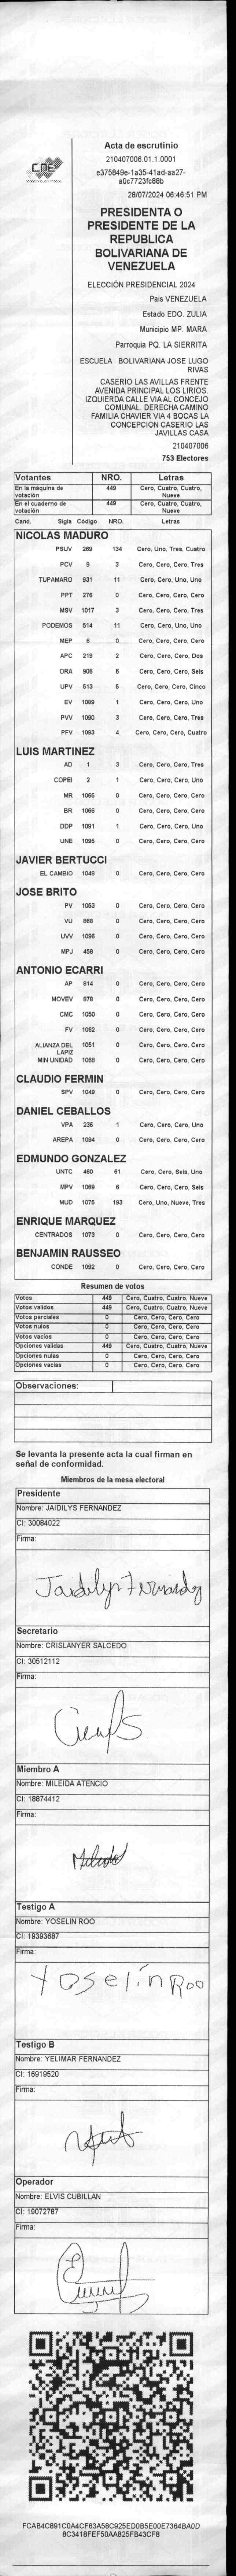 CNE
Acta de escrutinio
210407006.01.1.0001
e375849e-1a35-41ad-aa27-
a0c7723fc86b
28/07/2024 06:46:51 PM
PRESIDENTA O
PRESIDENTE DE LA
REPUBLICA
BOLIVARIANA DE
VENEZUELA
ELECCIÓN PRESIDENCIAL 2024
Pais VENEZUELA
Estado EDO. ZULIA
Municipio MP. MARA
Parroquia PQ. LA SIERRITA
ESCUELA BOLIVARIANA JOSE LUGO
RIVAS
CASERIO LAS AVILLAS FRENTE
AVENIDA PRINCIPAL LOS LIRIOS.
IZQUIERDA CALLE VIA AL CONCEJO
COMUNAL. DERECHA CAMINO
FAMILIA CHAVIER VIA 4 BOCAS LA
CONCEPCION CASERIO LAS
JAVILLAS CASA
210407006
753 Electores
Votantes NRO. Letras
En la máquina de votación 449 Cero, Cuatro, Cuatro, Nueve
En el cuaderno de votación 449 Cero, Cuatro, Cuatro, Nueve
Cand. Sigla Código NRO. Letras
NICOLAS MADURO
PSUV 269 134 Cero, Uno, Tres, Cuatro
PCV 9 3 Cero, Cero, Cero, Tres
TUPAMARO 931 11 Cero, Cero, Uno, Uno
PPT 276 0 Cero, Cero, Cero, Cero
MSV 1017 3 Cero, Cero, Cero, Tres
PODEMOS 514 11 Cero, Cero, Uno, Uno
MEP 6 0 Cero, Cero, Cero, Cero
APC 219 2 Cero, Cero, Cero, Dos
ORA 906 6 Cero, Cero, Cero, Seis
UPV 513 5 Cero, Cero, Cero, Cinco
EV 1089 1 Cero, Cero, Cero, Uno
PVV 1090 3 Cero, Cero, Cero, Tres
PFV 1093 4 Cero, Cero, Cero, Cuatro
LUIS MARTINEZ
AD 1 3 Cero, Cero, Cero, Tres
COPEI 2 1 Cero, Cero, Cero, Uno
MR 1065 0 Cero, Cero, Cero, Cero
BR 1066 0 Cero, Cero, Cero, Cero
DDP 1091 1 Cero, Cero, Cero, Uno
UNE 1095 0 Cero, Cero, Cero, Cero
JAVIER BERTUCCI
EL CAMBIO 1049 0 Cero, Cero, Cero, Cero
JOSE BRITO
PV 1053 0 Cero, Cero, Cero, Cero
VU 868 0 Cero, Cero, Cero, Cero
UVV 1096 0 Cero, Cero, Cero, Cero
MPJ 458 0 Cero, Cero, Cero, Cero
ANTONIO ECARRI
AP 814 0 Cero, Cero, Cero, Cero
MOVEV 976 0 Cero, Cero, Cero, Cero
CMC 1050 0 Cero, Cero, Cero, Cero
FV 1062 0 Cero, Cero, Cero, Cero
ALIANZA DEL LAPIZ 1051 0 Cero, Cero, Cero, Cero
MIN UNIDAD 1058 0 Cero, Cero, Cero, Cero
CLAUDIO FERMIN
SPV 1048 0 Cero, Cero, Cero, Cero
DANIEL CEBALLOS
VPA 236 1 Cero, Cero, Cero, Uno
AREPA 1094 0 Cero, Cero, Cero, Cero
EDMUNDO GONZALEZ
UNTC 460 61 Cero, Cero, Seis, Uno
MPV 1069 6 Cero, Cero, Cero, Seis
MUD 1075 193 Cero, Uno, Nueve, Tres
ENRIQUE MARQUEZ
CENTRADOS 1073 0 Cero, Cero, Cero, Cero
BENJAMIN RAUSSEO
CONDE 1092 0 Cero, Cero, Cero, Cero
Resumen de votos
Votos 449 Cero, Cuatro, Cuatro, Nueve
Votos validos 449 Cero, Cuatro, Cuatro, Nueve
Votos parciales 0 Cero, Cero, Cero, Cero
Votos nulos 0 Cero, Cero, Cero, Cero
Votos vacios 0 Cero, Cero, Cero, Cero
Opciones validas 449 Cero, Cuatro, Cuatro, Nueve
Opciones nulas 0 Cero, Cero, Cero, Cero
Opciones vacias 0 Cero, Cero, Cero, Cero
Observaciones:
Se levanta la presente acta la cual firman en
señal de conformidad.
Miembros de la mesa electoral
Presidente
Nombre: JAIDILYS FERNANDEZ
CI: 30084022
Firma:
Jaidilys Fernandez
Secretario
Nombre: CRISLANYER SALCEDO
CI: 30512112
Firma:
Miembro A
Nombre: MILEIDA ATENCIO
CI: 18874412
Firma:
Testigo A
Nombre: YOSELIN ROO
CI: 19393687
Firma:
Yoselin Roo
Testigo B
Nombre: YELIMAR FERNANDEZ
CI: 16919520
Firma:
Operador
Nombre: ELVIS CUBILLAN
CI: 19072787
Firma:
FCAB4C891C0A4CF63A58C925ED0B5E00E7364BA0D
8C3418FEF50AA825FB43CF8